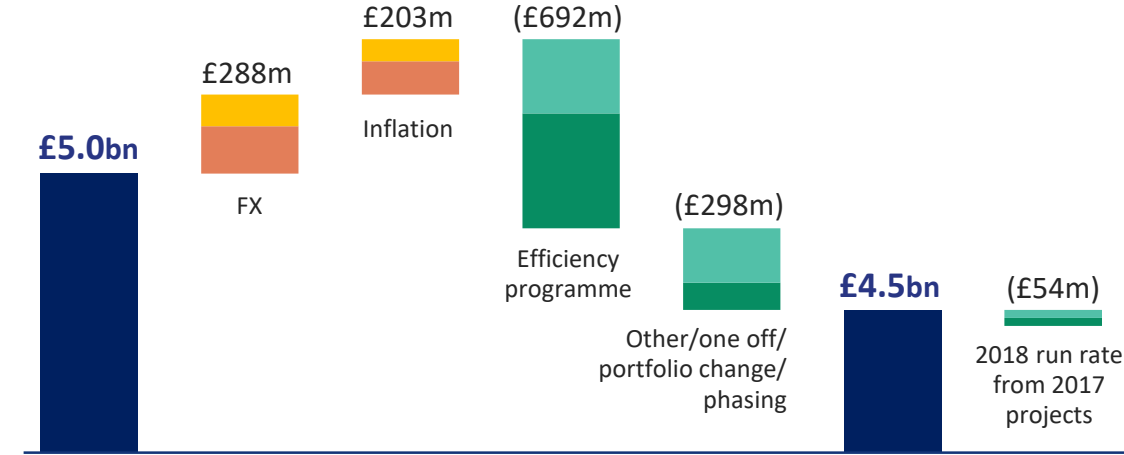 £5.0bn
£288m
FX
£203m
Inflation
(£692m)
Efficiency
programme
(£298m)
Other/one off/
portfolio change/
phasing
£4.5bn
(£54m)
2018 run rate
from 2017
projects